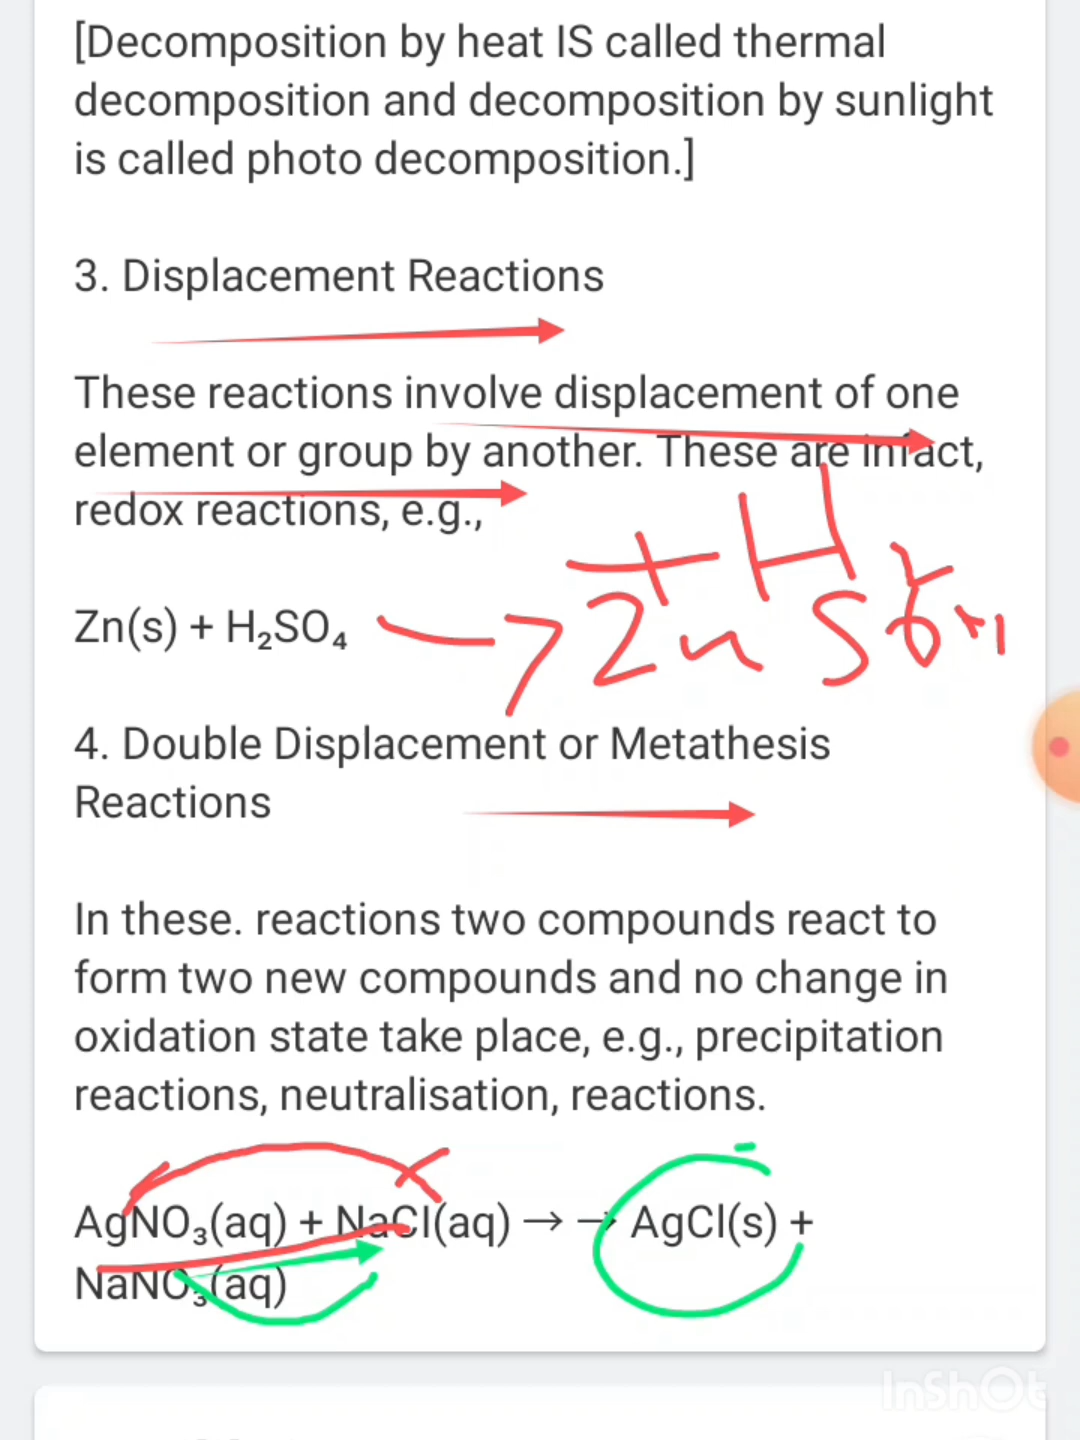 [Decomposition by heat IS called thermal
decomposition and decomposition by sunlight
is called photo decomposition.]
3. Displacement Reactions
These reactions involve displacement of one
element or group by another. These are infact,
redox reactions, e.g.,
+ H
Zn(s) + H₂SO₄ → Zn S
4. Double Displacement or Metathesis
Reactions
In these. reactions two compounds react to
form two new compounds and no change in
oxidation state take place, e.g., precipitation
reactions, neutralisation, reactions.
AgNO₃(aq) + NaCl(aq) → → AgCl(s) +
NaNO₃(aq)
InShOt